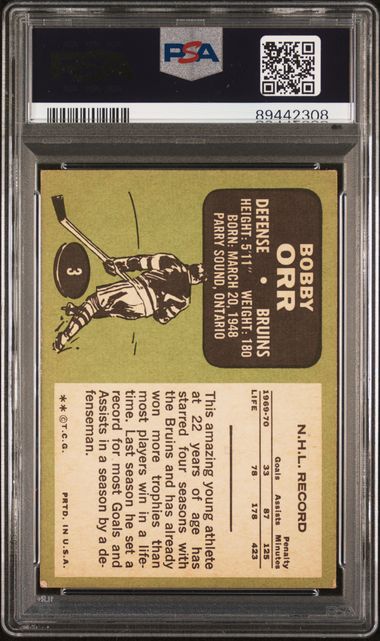 PSA
89442308
BOBBY
ORR
DEFENSE • BRUINS
HEIGHT: 5'11" WEIGHT: 180
BORN: MARCH 20, 1948
PARRY SOUND, ONTARIO
3
N.H.L. RECORD
Penalty
Goals Assists Minutes
1969-70 33 87 125
LIFE 78 178 423
This amazing young athlete
at 22 years of age has
starred four seasons with
the Bruins and has already
won more trophies than
most players win in a life-
time. Last season he set a
record for most Goals and
Assists in a season by a de-
fenseman.
**©T.C.G. PRTD. IN U.S.A.